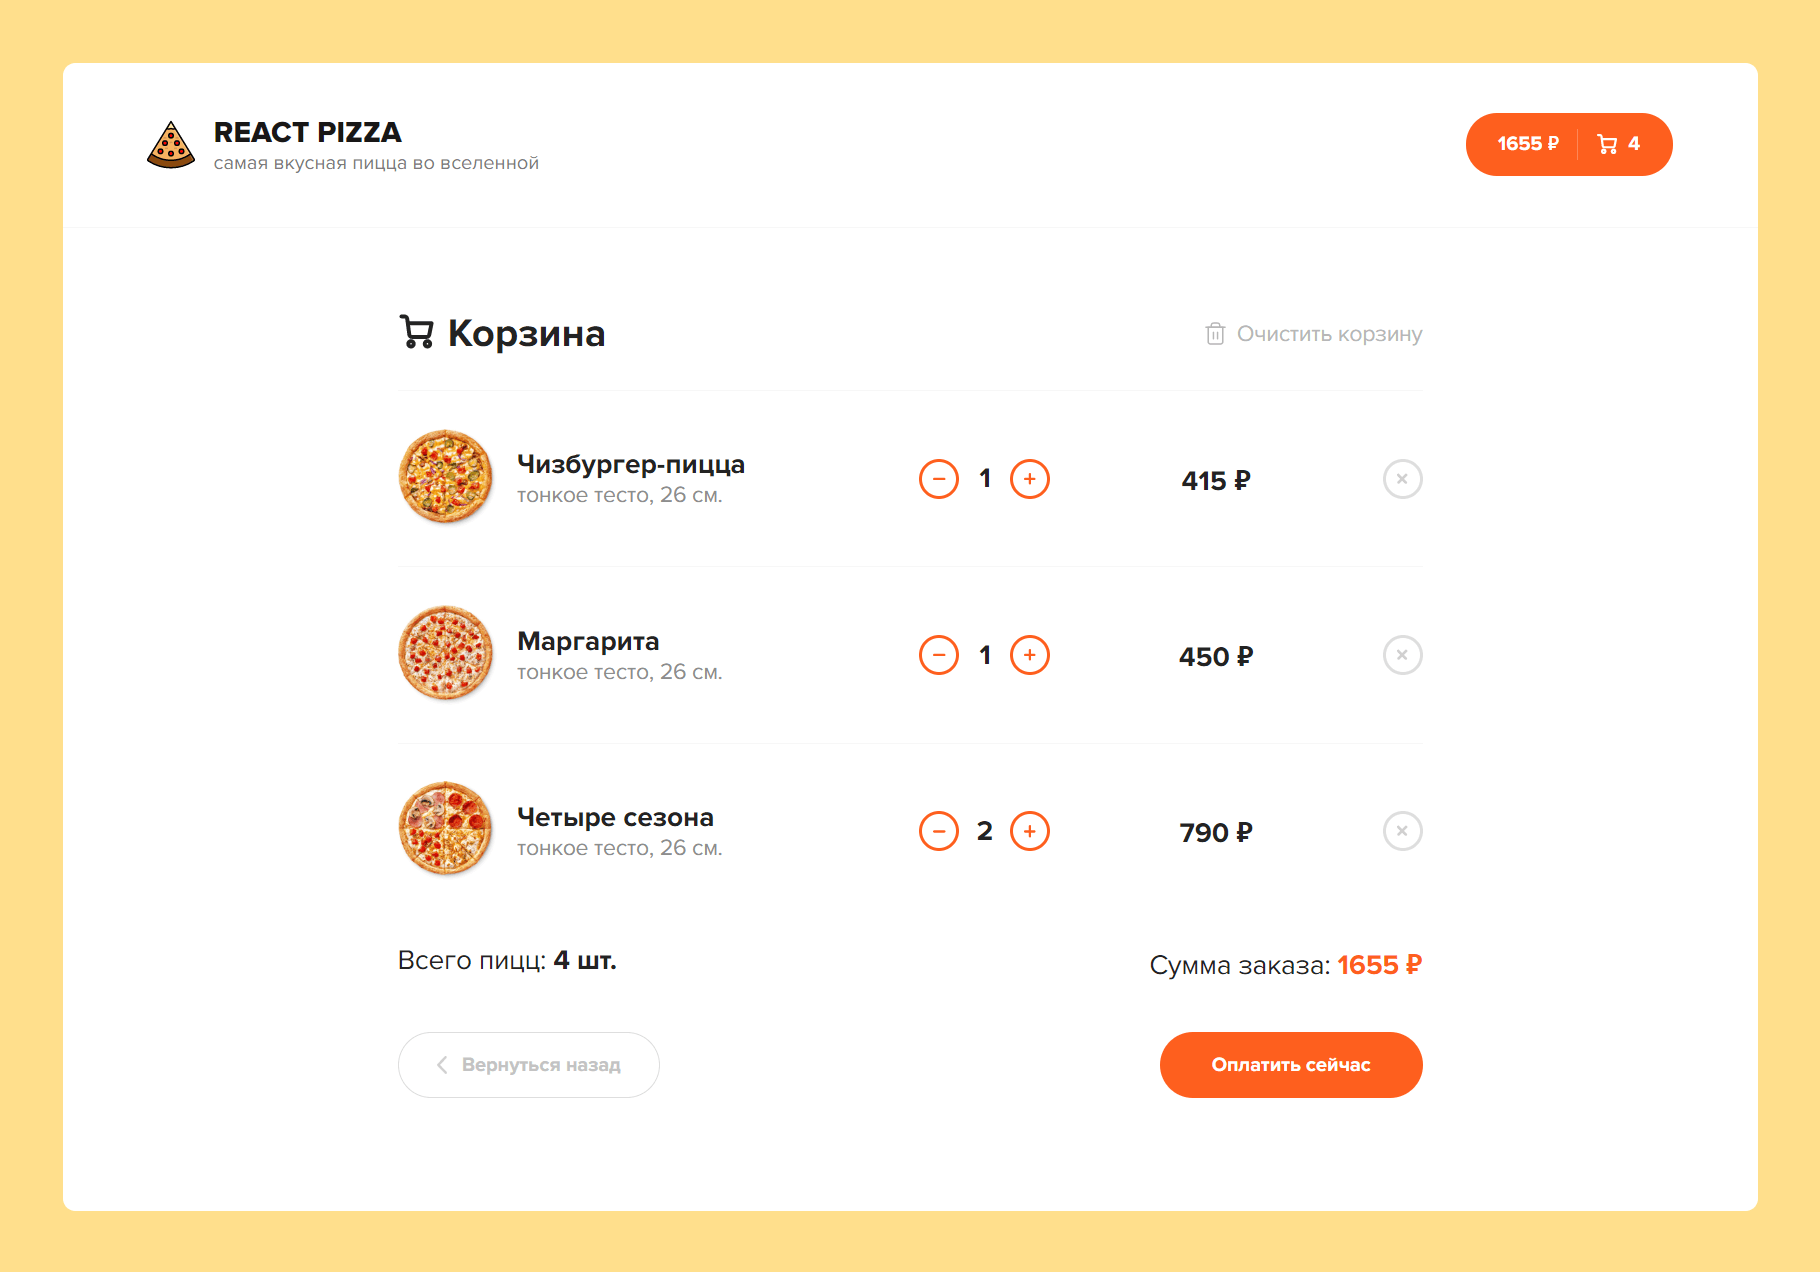 REACT PIZZA
самая вкусная пицца во вселенной
1655 ₽ 4
Корзина
Очистить корзину
Чизбургер-пицца
тонкое тесто, 26 см.
1
415 ₽
Маргарита
тонкое тесто, 26 см.
1
450 ₽
Четыре сезона
тонкое тесто, 26 см.
2
790 ₽
Всего пицц: 4 шт.
Сумма заказа: 1655 ₽
Вернуться назад
Оплатить сейчас